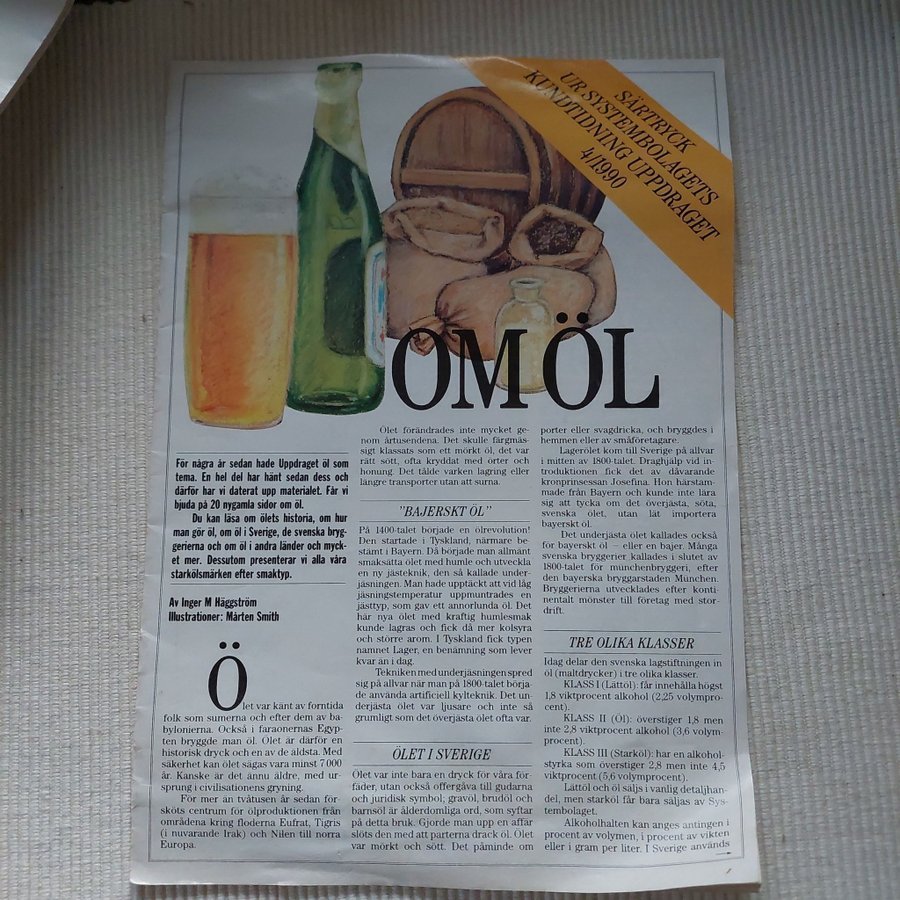 SÄRTRYCK
UR SYSTEMBOLAGETS
KUNDTIDNING UPPDRAGET
4/1990
OM ÖL
För några år sedan hade Uppdraget öl som
tema. En hel del har hänt sedan dess och
därför har vi daterat upp materialet. Får vi
bjuda på 20 nygamla sidor om öl.
Du kan läsa om ölets historia, om hur
man gör öl, om öl i Sverige, de svenska bryg-
gerierna och om öl i andra länder och myck-
et mer. Dessutom presenterar vi alla våra
starkölsmärken efter smaktyp.
Av Inger M Häggström
Illustrationer: Mårten Smith
Ölet var känt av forntida
folk som sumerna och efter dem av ba-
bylonierna. Också i faraonernas Egyp-
ten bryggde man öl. Ölet är därför en
historisk dryck och en av de äldsta. Med
säkerhet kan ölet sägas vara minst 7 000
år. Kanske är det ännu äldre, med ur-
sprung i civilisationens gryning.
För mer än tvåtusen år sedan för-
sköts centrum för ölproduktionen från
områdena kring floderna Eufrat, Tigris
(i nuvarande Irak) och Nilen till norra
Europa.
Ölet förändrades inte mycket ge-
nom årtusendena. Det skulle färgmäs-
sigt klassats som ett mörkt öl, det var
rätt sött, ofta kryddat med örter och
honung. Det tålde varken lagring eller
längre transporter utan att surna.
"BAJERSKT ÖL"
På 1400-talet började en ölrevolution!
Den startade i Tyskland, närmare be-
stämt i Bayern. Då började man allmänt
smaksätta ölet med humle och utveckla
en ny jästeknik, den så kallade under-
jäsningen. Man hade upptäckt att vid låg
jäsningstemperatur uppmuntrades en
jästtyp, som gav ett annorlunda öl. Det
här nya ölet med kraftig humlesmak
kunde lagras och fick då mer kolsyra
och större arom. I Tyskland fick typen
namnet Lager, en benämning som lever
kvar än i dag.
Tekniken med underjäsningen spred
sig på allvar när man på 1800-talet börja-
de använda artificiell kylteknik. Det un-
derjästa ölet var ljusare och inte så
grumligt som det överjästa ölet ofta var.
ÖLET I SVERIGE
Ölet var inte bara en dryck för våra för-
fäder, utan också offergåva till gudarna
och juridisk symbol; gravöl, brudöl och
barnsöl är ålderdomliga ord, som syftar
på detta bruk. Gjorde man upp en affär
slöts den med att parterna drack öl. Ölet
var mörkt och sött. Det påminde om
porter eller svagdricka, och bryggdes i
hemmen eller av småföretagare.
Lagerölet kom till Sverige på allvar
i mitten av 1800-talet. Draghjälp vid in-
troduktionen fick det av dåvarande
kronprinsessan Josefina. Hon härstam-
made från Bayern och kunde inte lära
sig att tycka om det överjästa, söta,
svenska ölet, utan lät importera
bayerskt öl.
Det underjästa ölet kallades också
för bayerskt öl – eller en bajer. Många
svenska bryggerier kallades i slutet av
1800-talet för munchenbryggeri, efter
den bayerska bryggarstaden München.
Bryggerierna utvecklades efter konti-
nentalt mönster till företag med stor-
drift.
TRE OLIKA KLASSER
Idag delar den svenska lagstiftningen in
öl (maltdrycker) i tre olika klasser.
KLASS I (Lättöl): får innehålla högst
1,8 viktprocent alkohol (2,25 volympro-
cent).
KLASS II (Öl): överstiger 1,8 men
inte 2,8 viktprocent alkohol (3,6 volym-
procent).
KLASS III (Starköl): har en alkohol-
styrka som överstiger 2,8 men inte 4,5
viktprocent (5,6 volymprocent).
Lättöl och öl säljs i vanlig detaljhan-
del, men starköl får bara säljas av Sys-
tembolaget.
Alkoholhalten kan anges antingen i
procent av volymen, i procent av vikten
eller i gram per liter. I Sverige används